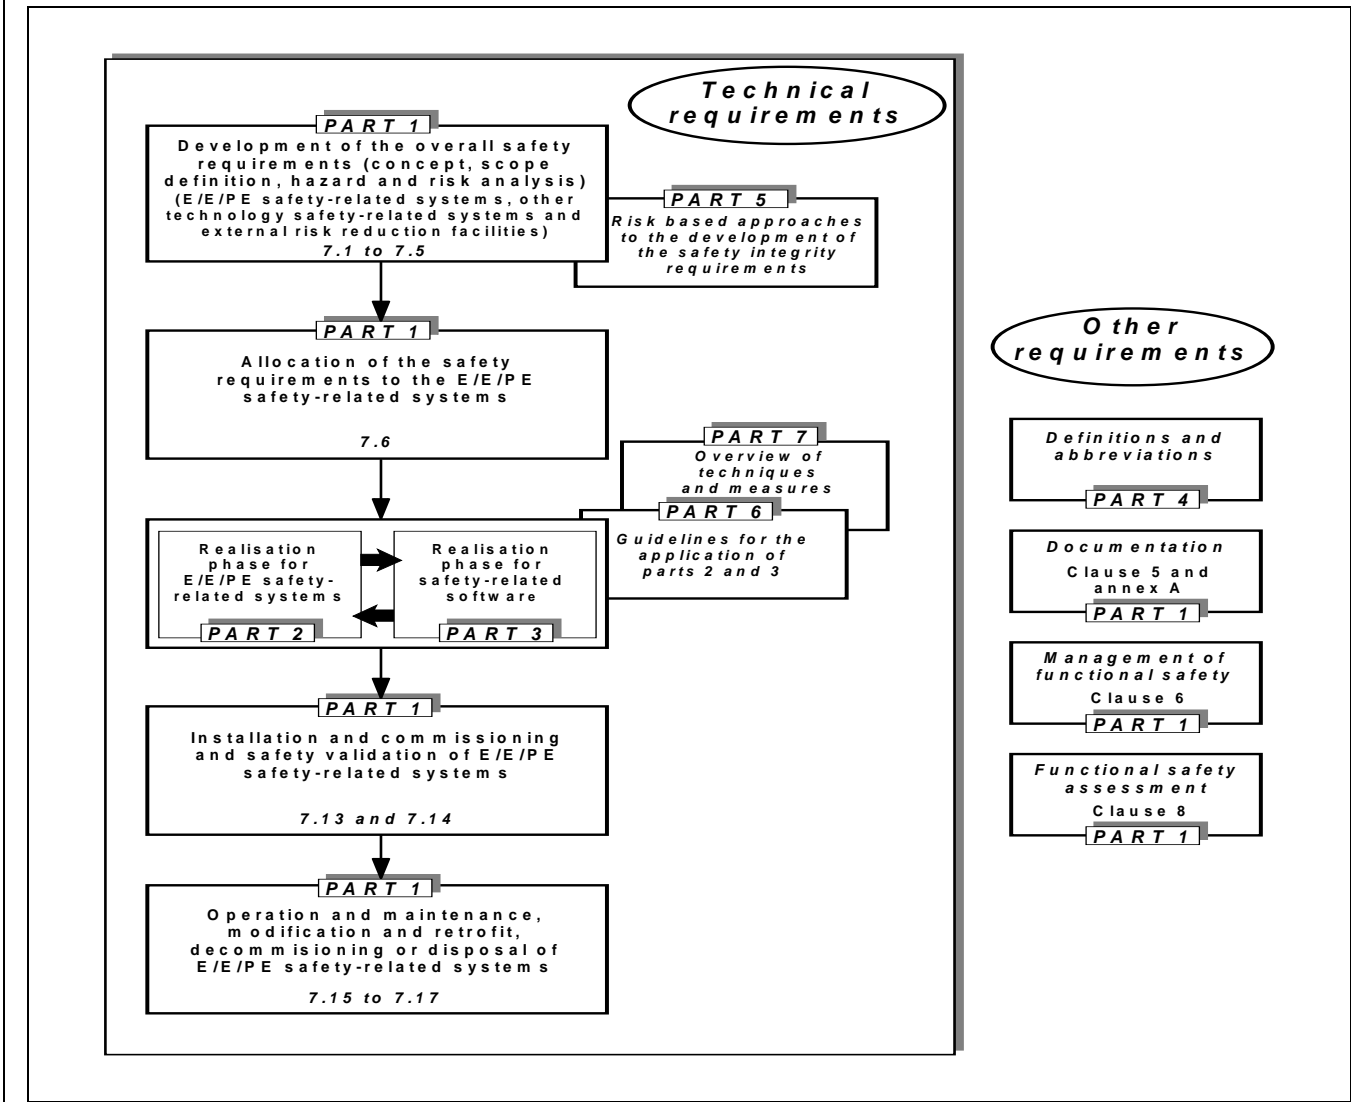 Technical
requirements
PART 1
Development of the overall safety
requirements (concept, scope
definition, hazard and risk analysis)
(E/E/PE safety-related systems, other
technology safety-related systems and
external risk reduction facilities)
7.1 to 7.5
PART 5
Risk based approaches
to the development of
the safety integrity
requirements
PART 1
Allocation of the safety
requirements to the E/E/PE
safety-related systems
7.6
PART 7
Overview of
techniques
and measures
PART 6
Guidelines for the
application of
parts 2 and 3
Realisation
phase for
E/E/PE safety-
related systems
PART 2
Realisation
phase for
safety-related
software
PART 3
PART 1
Installation and commissioning
and safety validation of E/E/PE
safety-related systems
7.13 and 7.14
PART 1
Operation and maintenance,
modification and retrofit,
decommisioning or disposal of
E/E/PE safety-related systems
7.15 to 7.17
Other
requirements
Definitions and
abbreviations
PART 4
Documentation
Clause 5 and
annex A
PART 1
Management of
functional safety
Clause 6
PART 1
Functional safety
assessment
Clause 8
PART 1